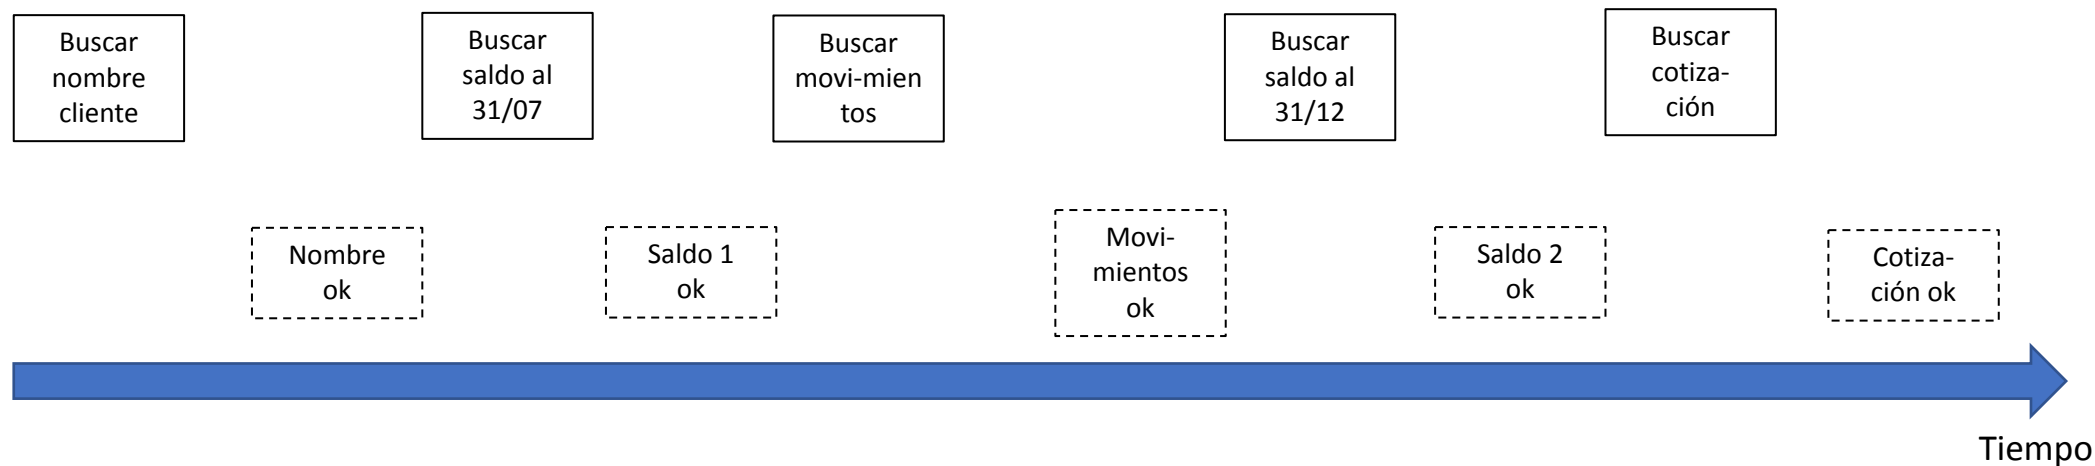 Buscar
nombre
cliente
Buscar
saldo al
31/07
Buscar
movi-mien
tos
Buscar
saldo al
31/12
Buscar
cotiza-
ción
Nombre
ok
Saldo 1
ok
Movi-
mientos
ok
Saldo 2
ok
Cotiza-
ción ok
Tiempo